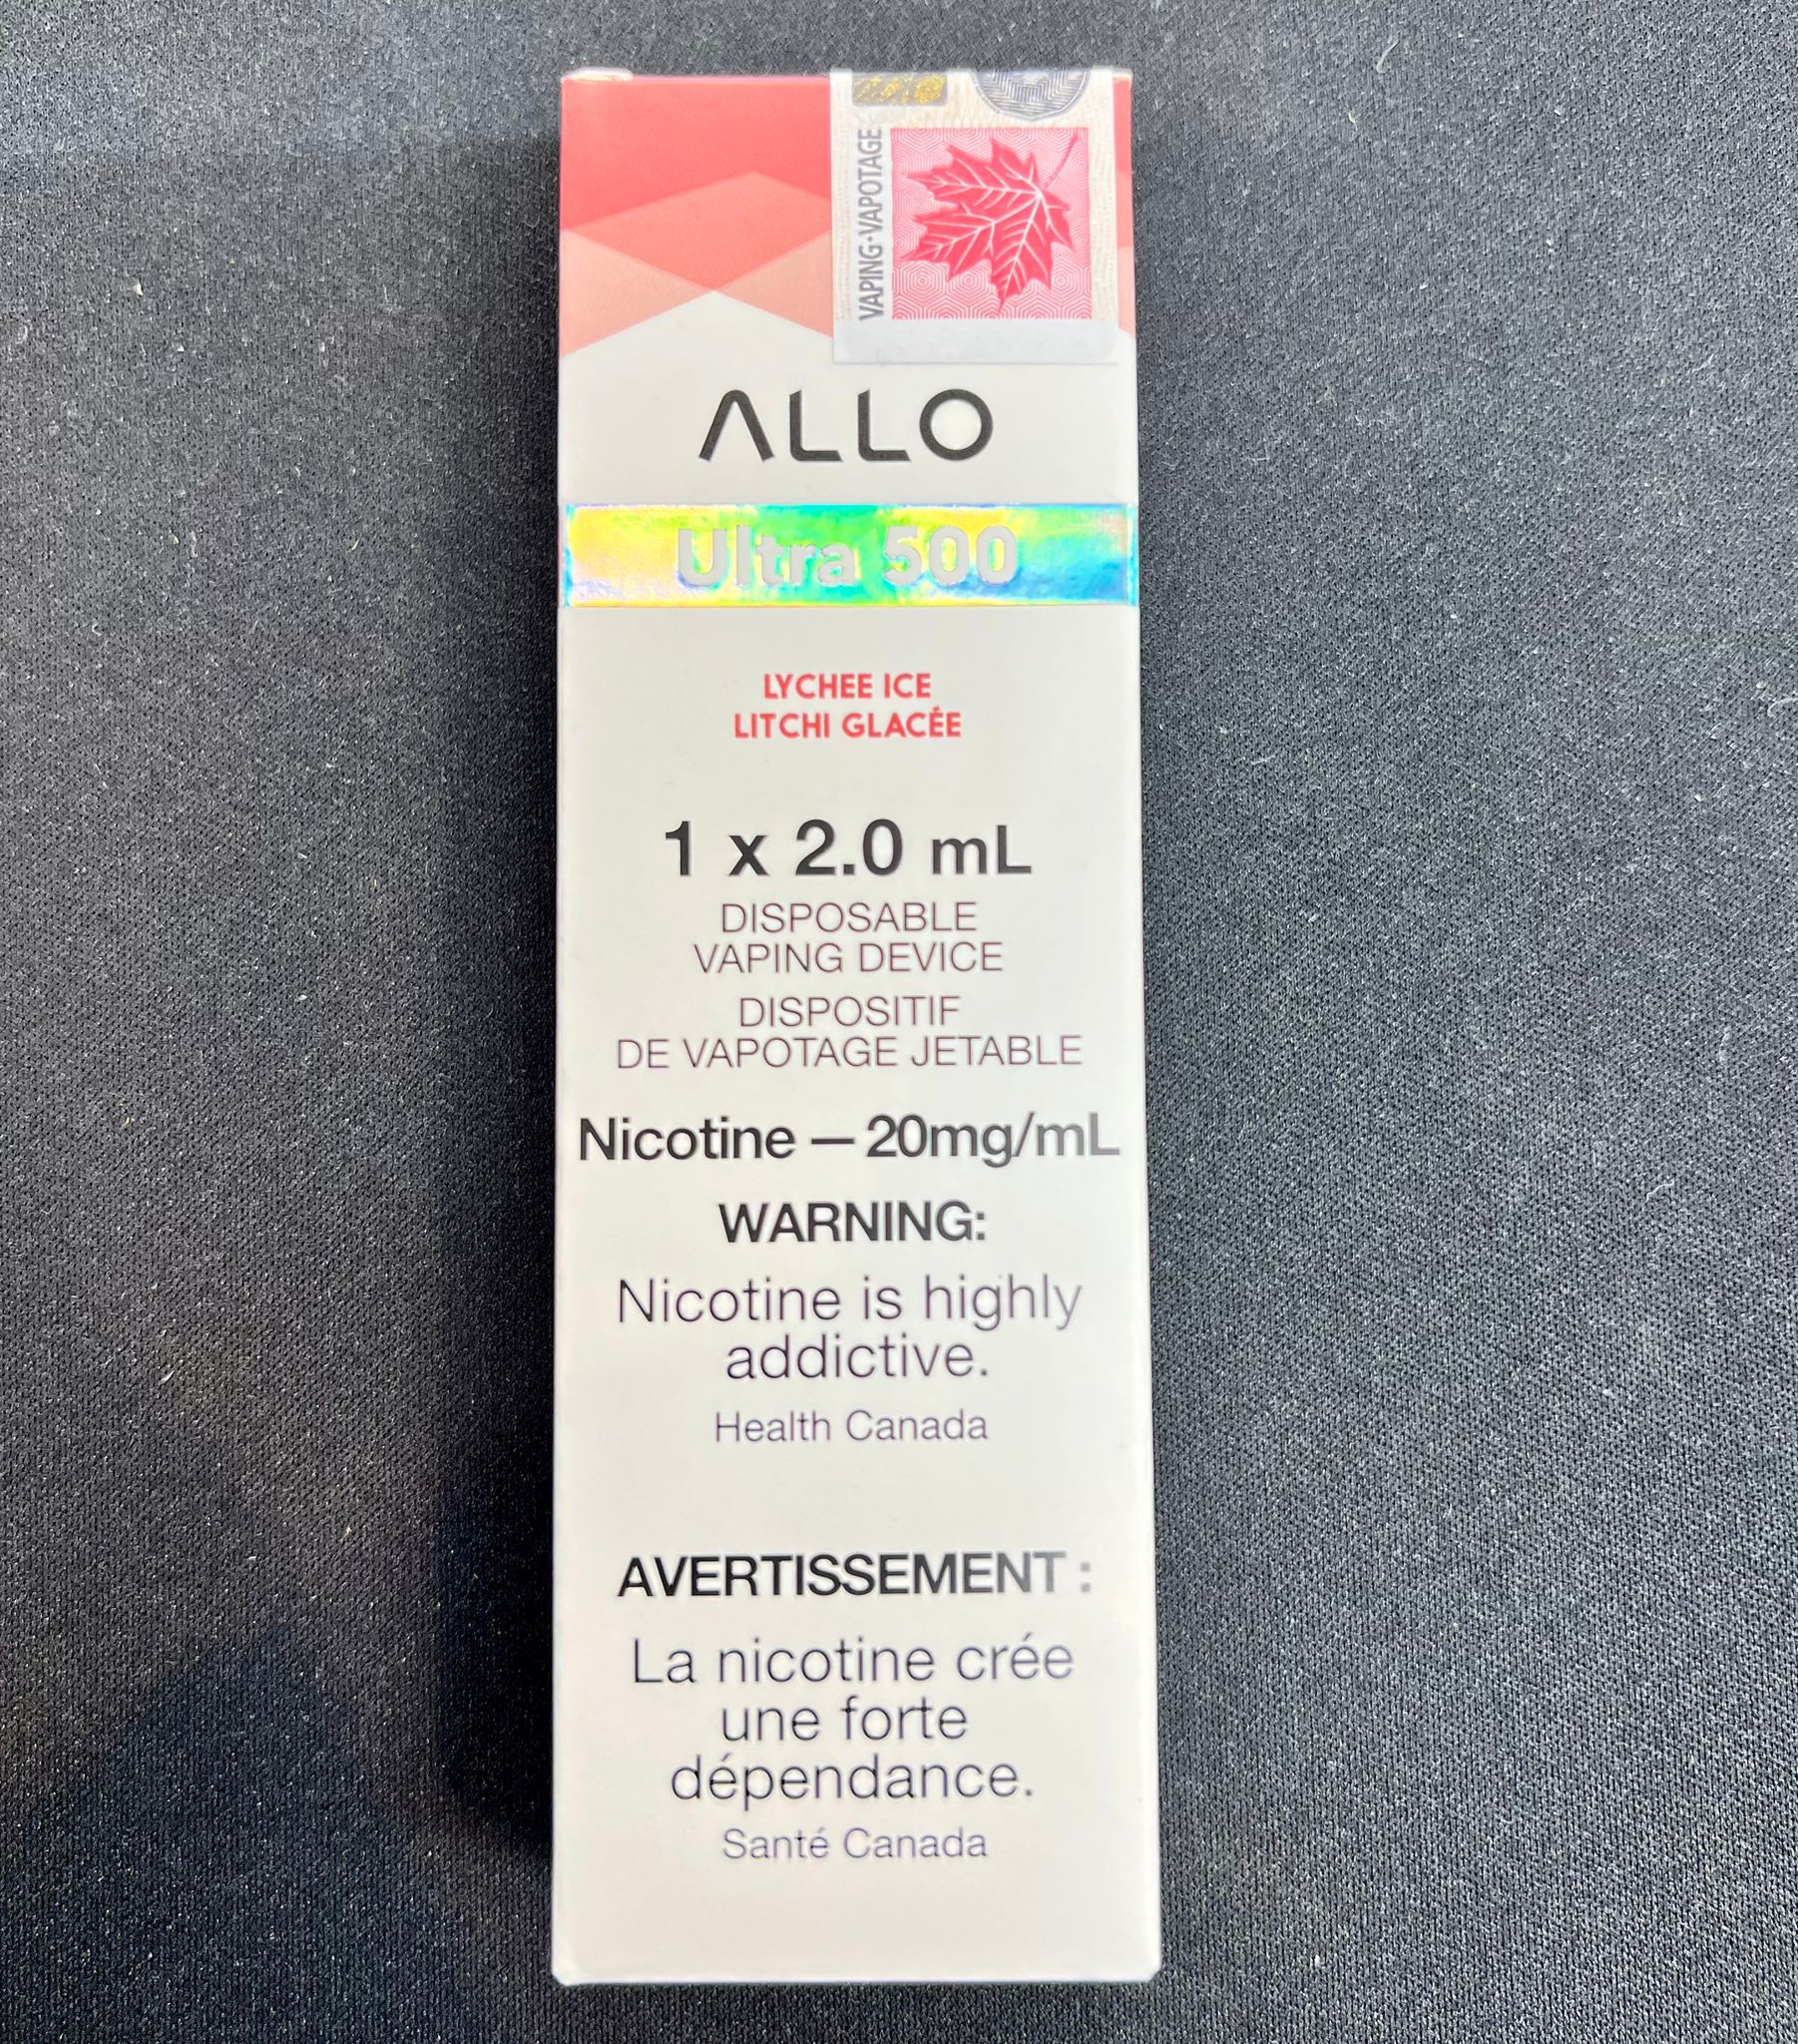 VAPING·VAPOTAGE
ALLO
Ultra 500
LYCHEE ICE
LITCHI GLACÉE
1 x 2.0 mL
DISPOSABLE
VAPING DEVICE
DISPOSITIF
DE VAPOTAGE JETABLE
Nicotine — 20mg/mL
WARNING:
Nicotine is highly
addictive.
Health Canada
AVERTISSEMENT :
La nicotine crée
une forte
dépendance.
Santé Canada